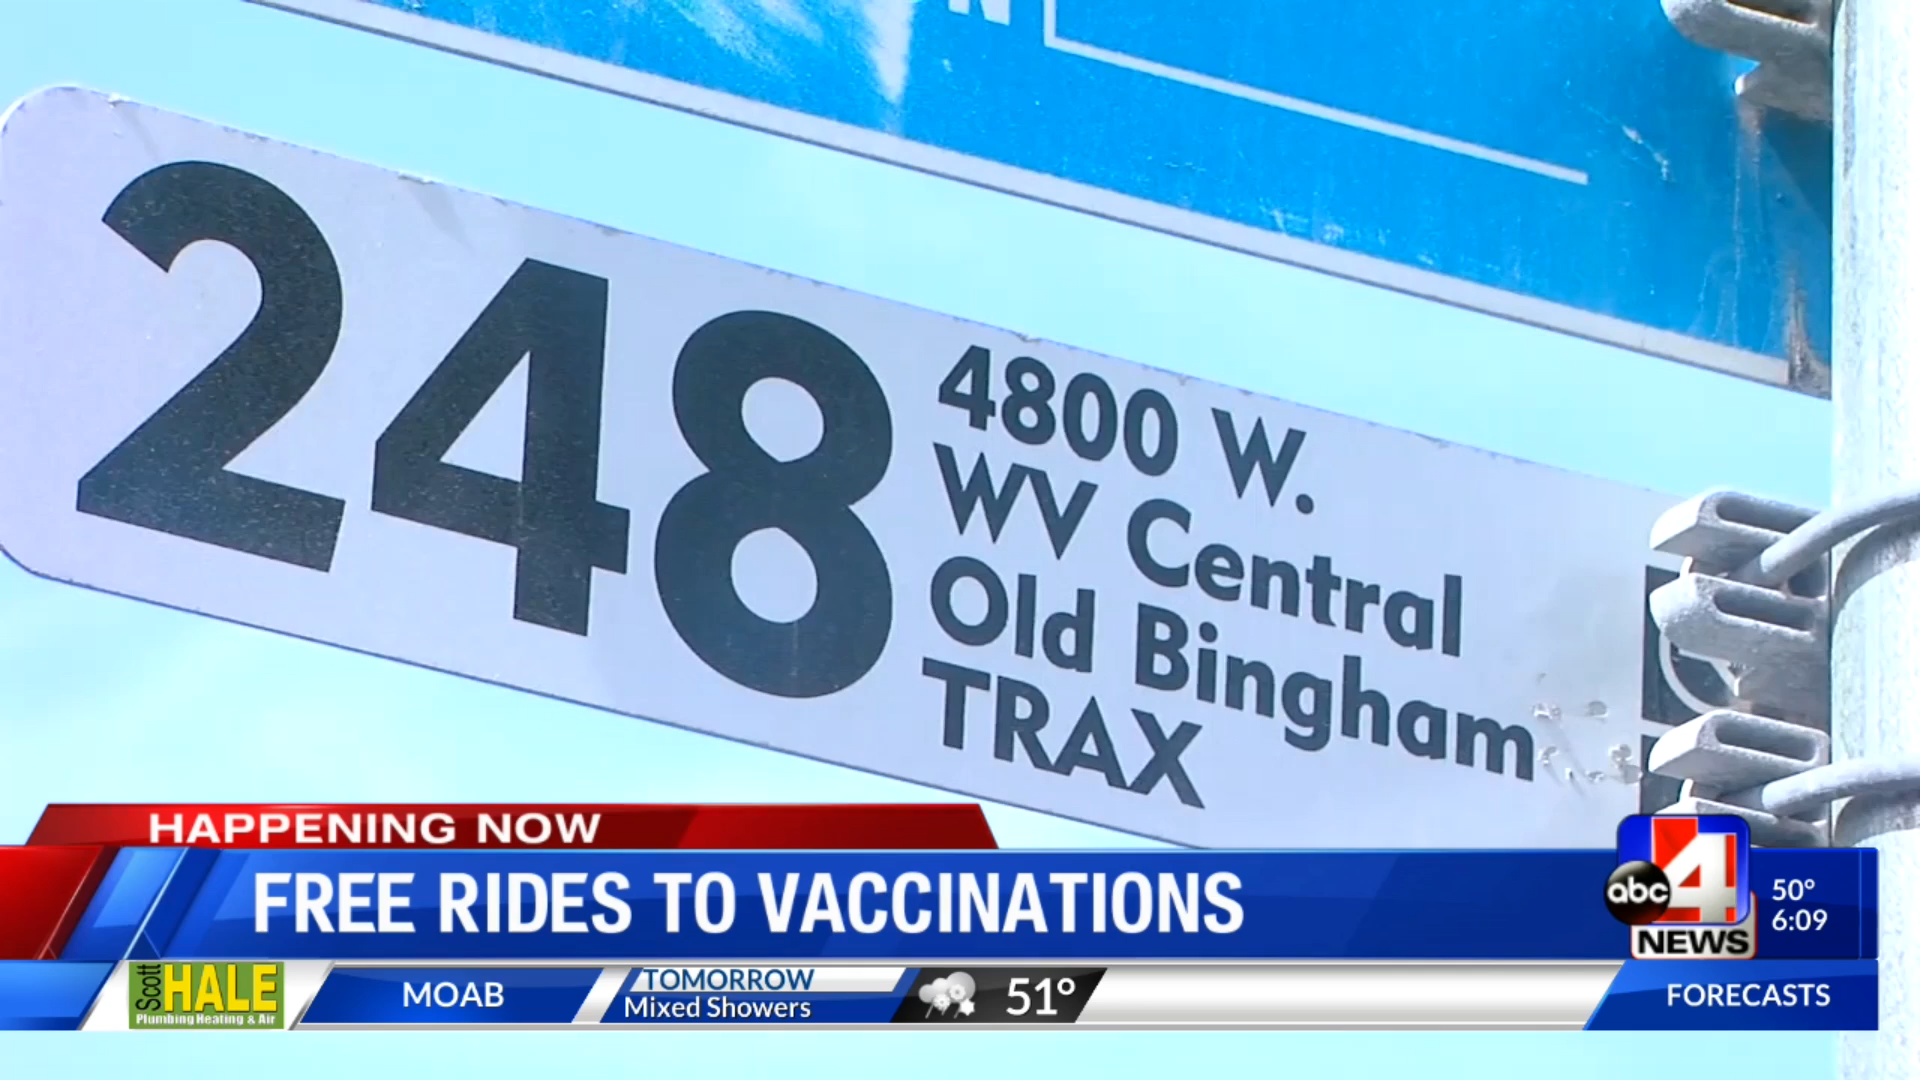 248
4800 W.
WV Central
Old Bingham
TRAX
HAPPENING NOW
FREE RIDES TO VACCINATIONS
abc 4
NEWS
50°
6:09
Scott
HALE
Plumbing Heating & Air
MOAB
TOMORROW
Mixed Showers
51°
FORECASTS